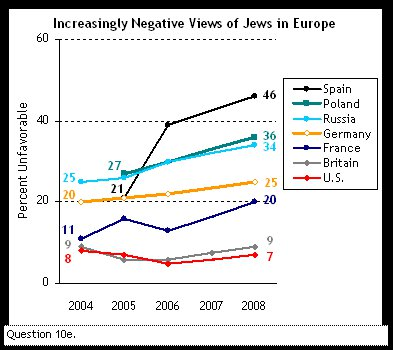 Increasingly Negative Views of Jews in Europe
Percent Unfavorable
60
40
20
0
46
36
34
27
25
25
21
20
20
11
9
9
8
7
2004 2005 2006 2007 2008
Spain
Poland
Russia
Germany
France
Britain
U.S.
Question 10e.